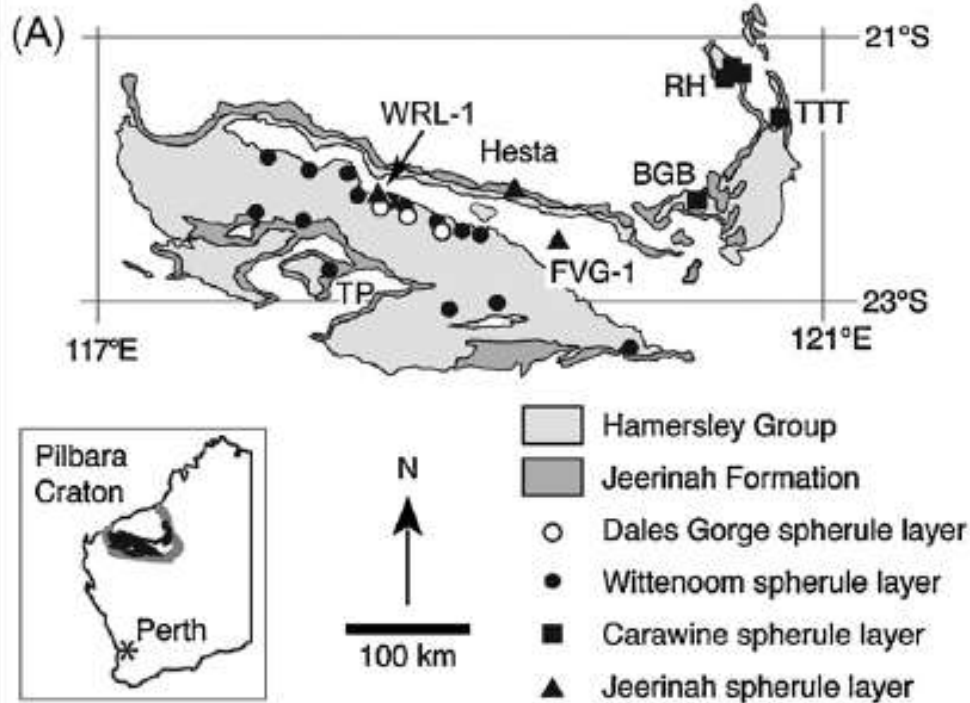 (A)
21°S
RH
TTT
WRL-1
Hesta
BGB
FVG-1
TP
23°S
117°E
121°E
Pilbara
Craton
Perth
N
100 km
Hamersley Group
Jeerinah Formation
Dales Gorge spherule layer
Wittenoom spherule layer
Carawine spherule layer
Jeerinah spherule layer